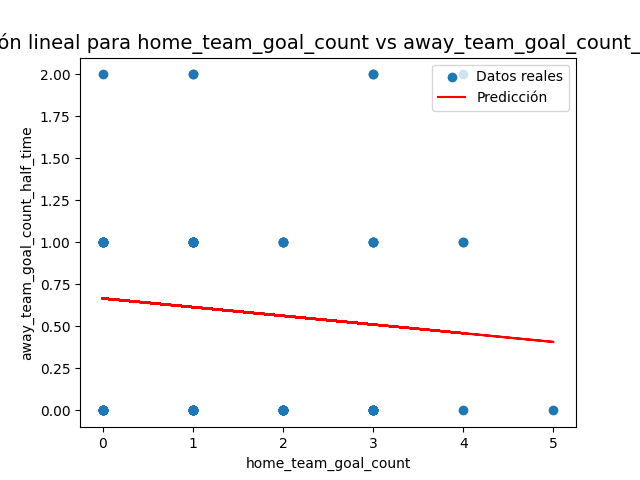 ón lineal para home_team_goal_count vs away_team_goal_count_
Datos reales
Predicción
2.00
1.75
1.50
1.25
1.00
0.75
0.50
0.25
0.00
away_team_goal_count_half_time
0 1 2 3 4 5
home_team_goal_count